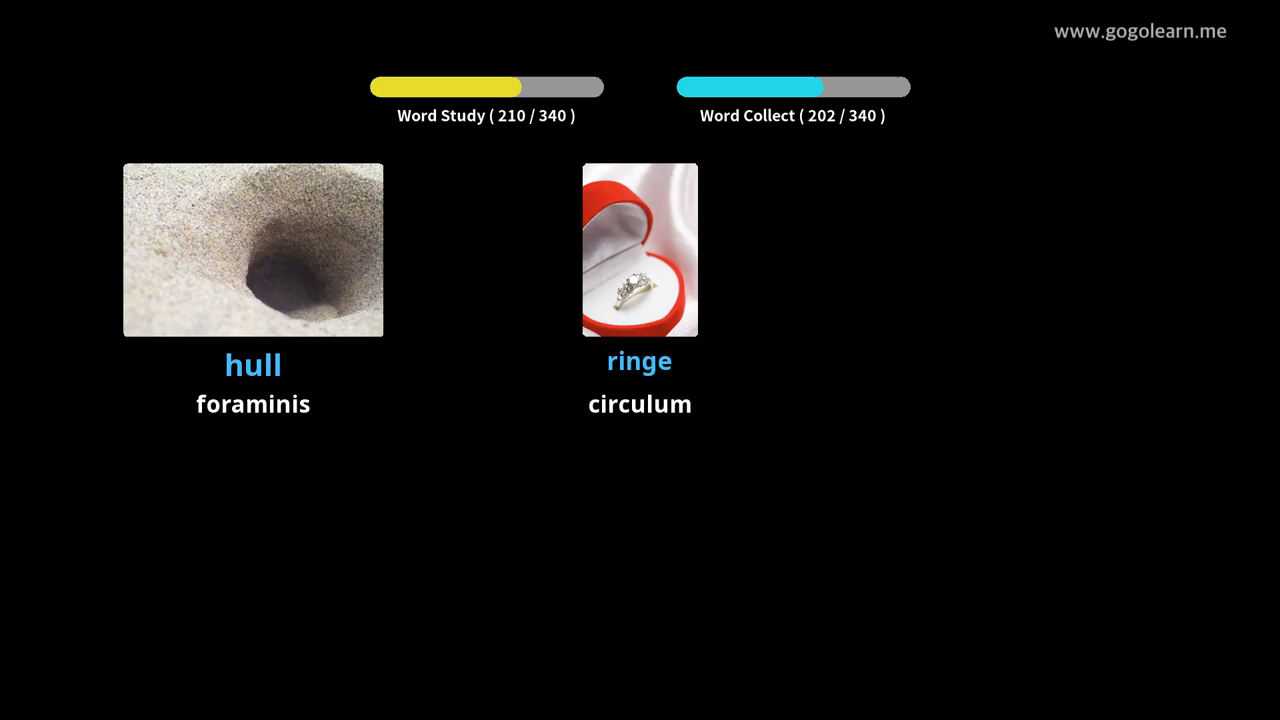 www.gogolearn.me
Word Study ( 210 / 340 )
Word Collect ( 202 / 340 )
hull
foraminis
ringe
circulum